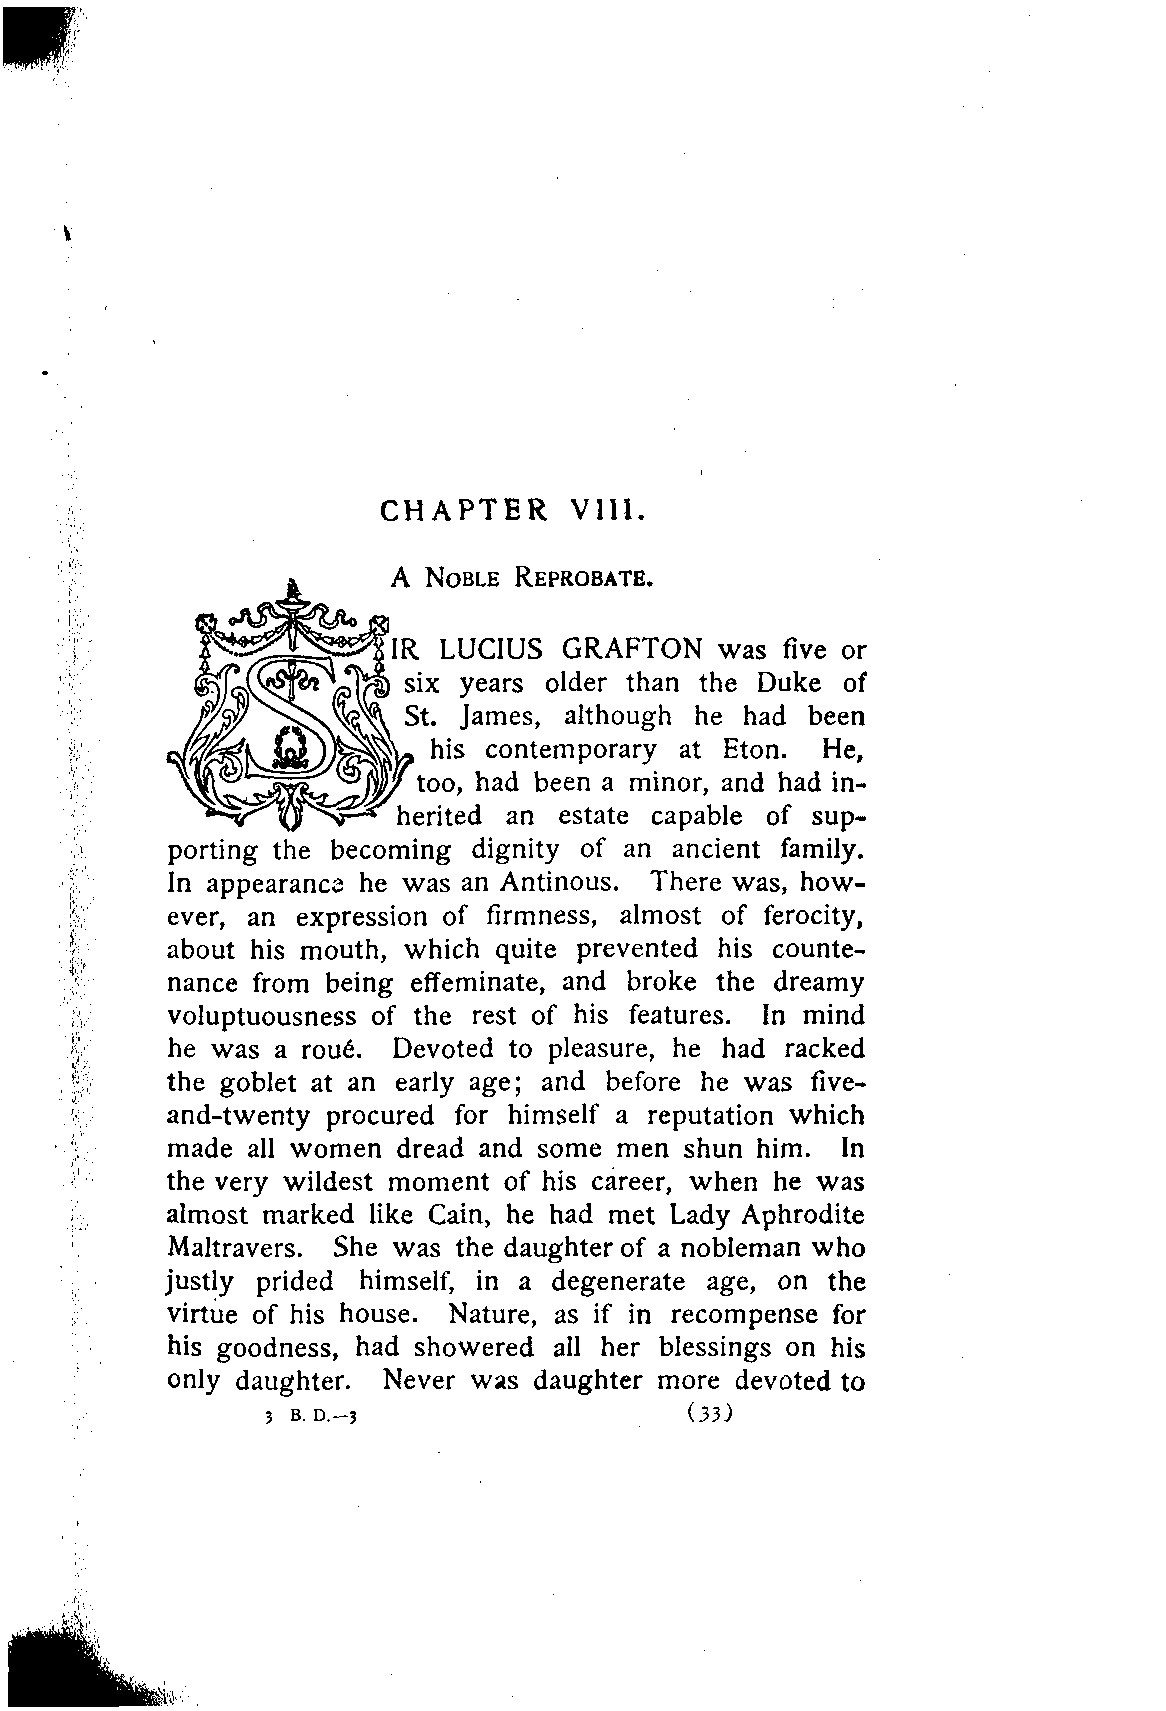 CHAPTER VIII.
A NOBLE REPROBATE.
SIR LUCIUS GRAFTON was five or
six years older than the Duke of
St. James, although he had been
his contemporary at Eton. He,
too, had been a minor, and had in-
herited an estate capable of sup-
porting the becoming dignity of an ancient family.
In appearance he was an Antinous. There was, how-
ever, an expression of firmness, almost of ferocity,
about his mouth, which quite prevented his counte-
nance from being effeminate, and broke the dreamy
voluptuousness of the rest of his features. In mind
he was a roué. Devoted to pleasure, he had racked
the goblet at an early age; and before he was five-
and-twenty procured for himself a reputation which
made all women dread and some men shun him. In
the very wildest moment of his career, when he was
almost marked like Cain, he had met Lady Aphrodite
Maltravers. She was the daughter of a nobleman who
justly prided himself, in a degenerate age, on the
virtue of his house. Nature, as if in recompense for
his goodness, had showered all her blessings on his
only daughter. Never was daughter more devoted to
3 B. D.—3 (33)